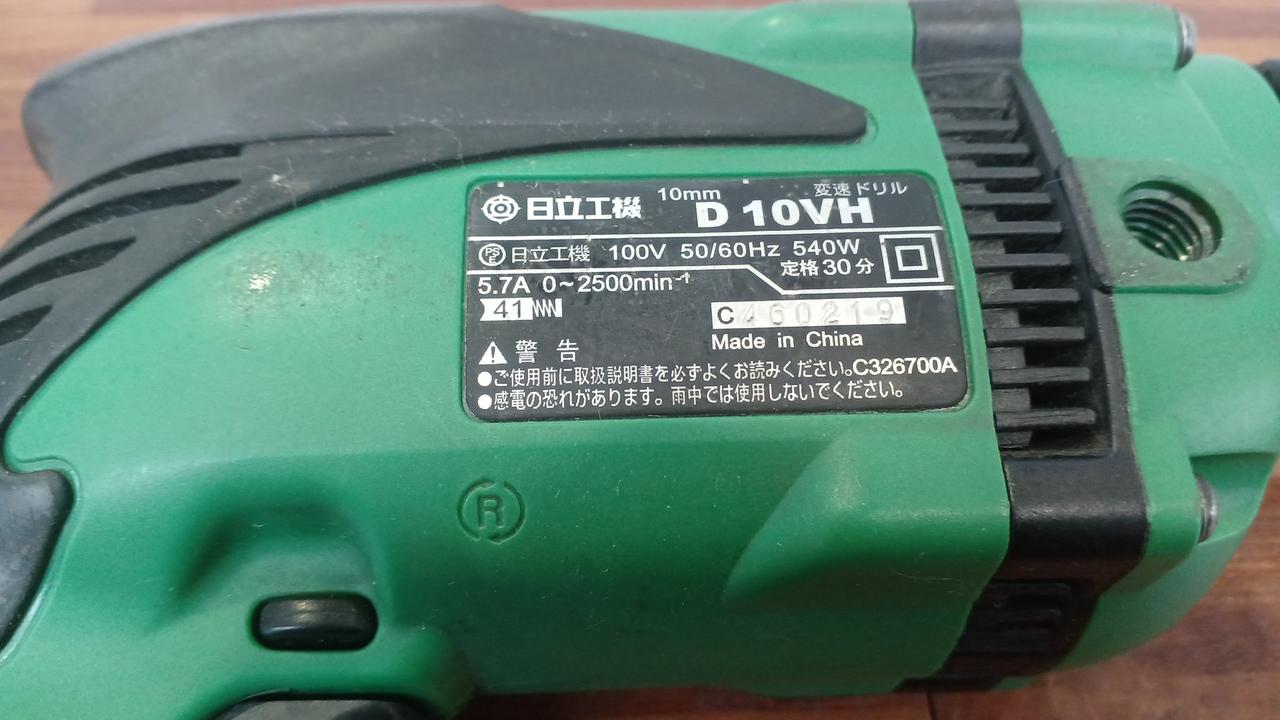 日立工機 10mm 変速ドリル
D 10VH
PSE 日立工機 100V 50/60Hz 540W
5.7A 0~2500min⁻¹ 定格30分
41
C 460219
Made in China
警告
●ご使用前に取扱説明書を必ずよくお読みください。C326700A
●感電の恐れがあります。雨中では使用しないでください。
R